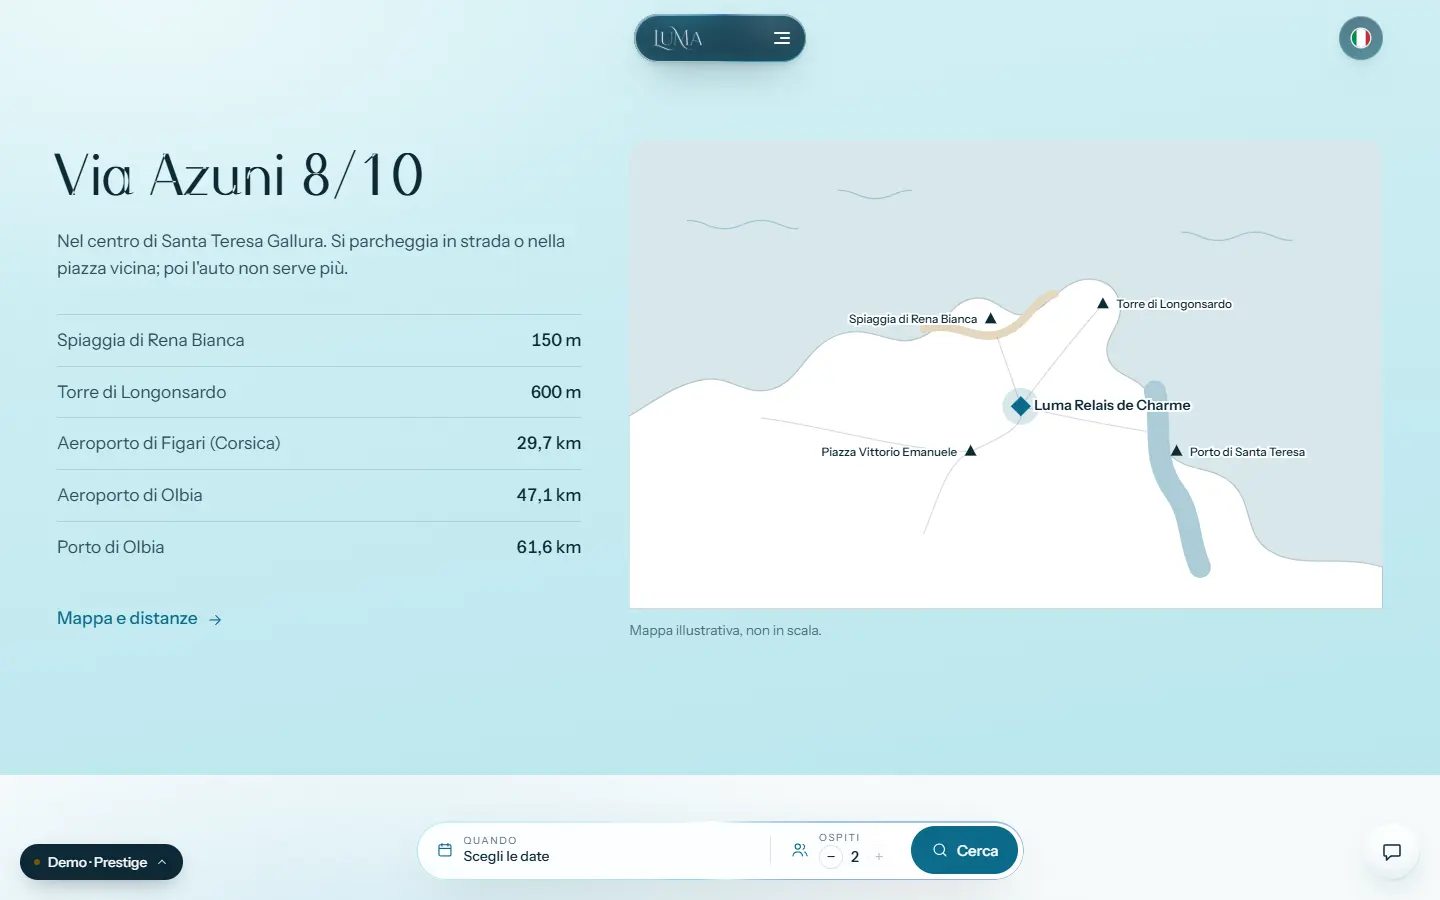 LUMA
Via Azuni 8/10
Nel centro di Santa Teresa Gallura. Si parcheggia in strada o nella
piazza vicina; poi l'auto non serve più.
Spiaggia di Rena Bianca 150 m
Torre di Longonsardo 600 m
Aeroporto di Figari (Corsica) 29,7 km
Aeroporto di Olbia 47,1 km
Porto di Olbia 61,6 km
Mappa e distanze →
Torre di Longonsardo
Spiaggia di Rena Bianca
Luma Relais de Charme
Piazza Vittorio Emanuele
Porto di Santa Teresa
Mappa illustrativa, non in scala.
Demo · Prestige
QUANDO
Scegli le date
OSPITI
− 2 +
Cerca